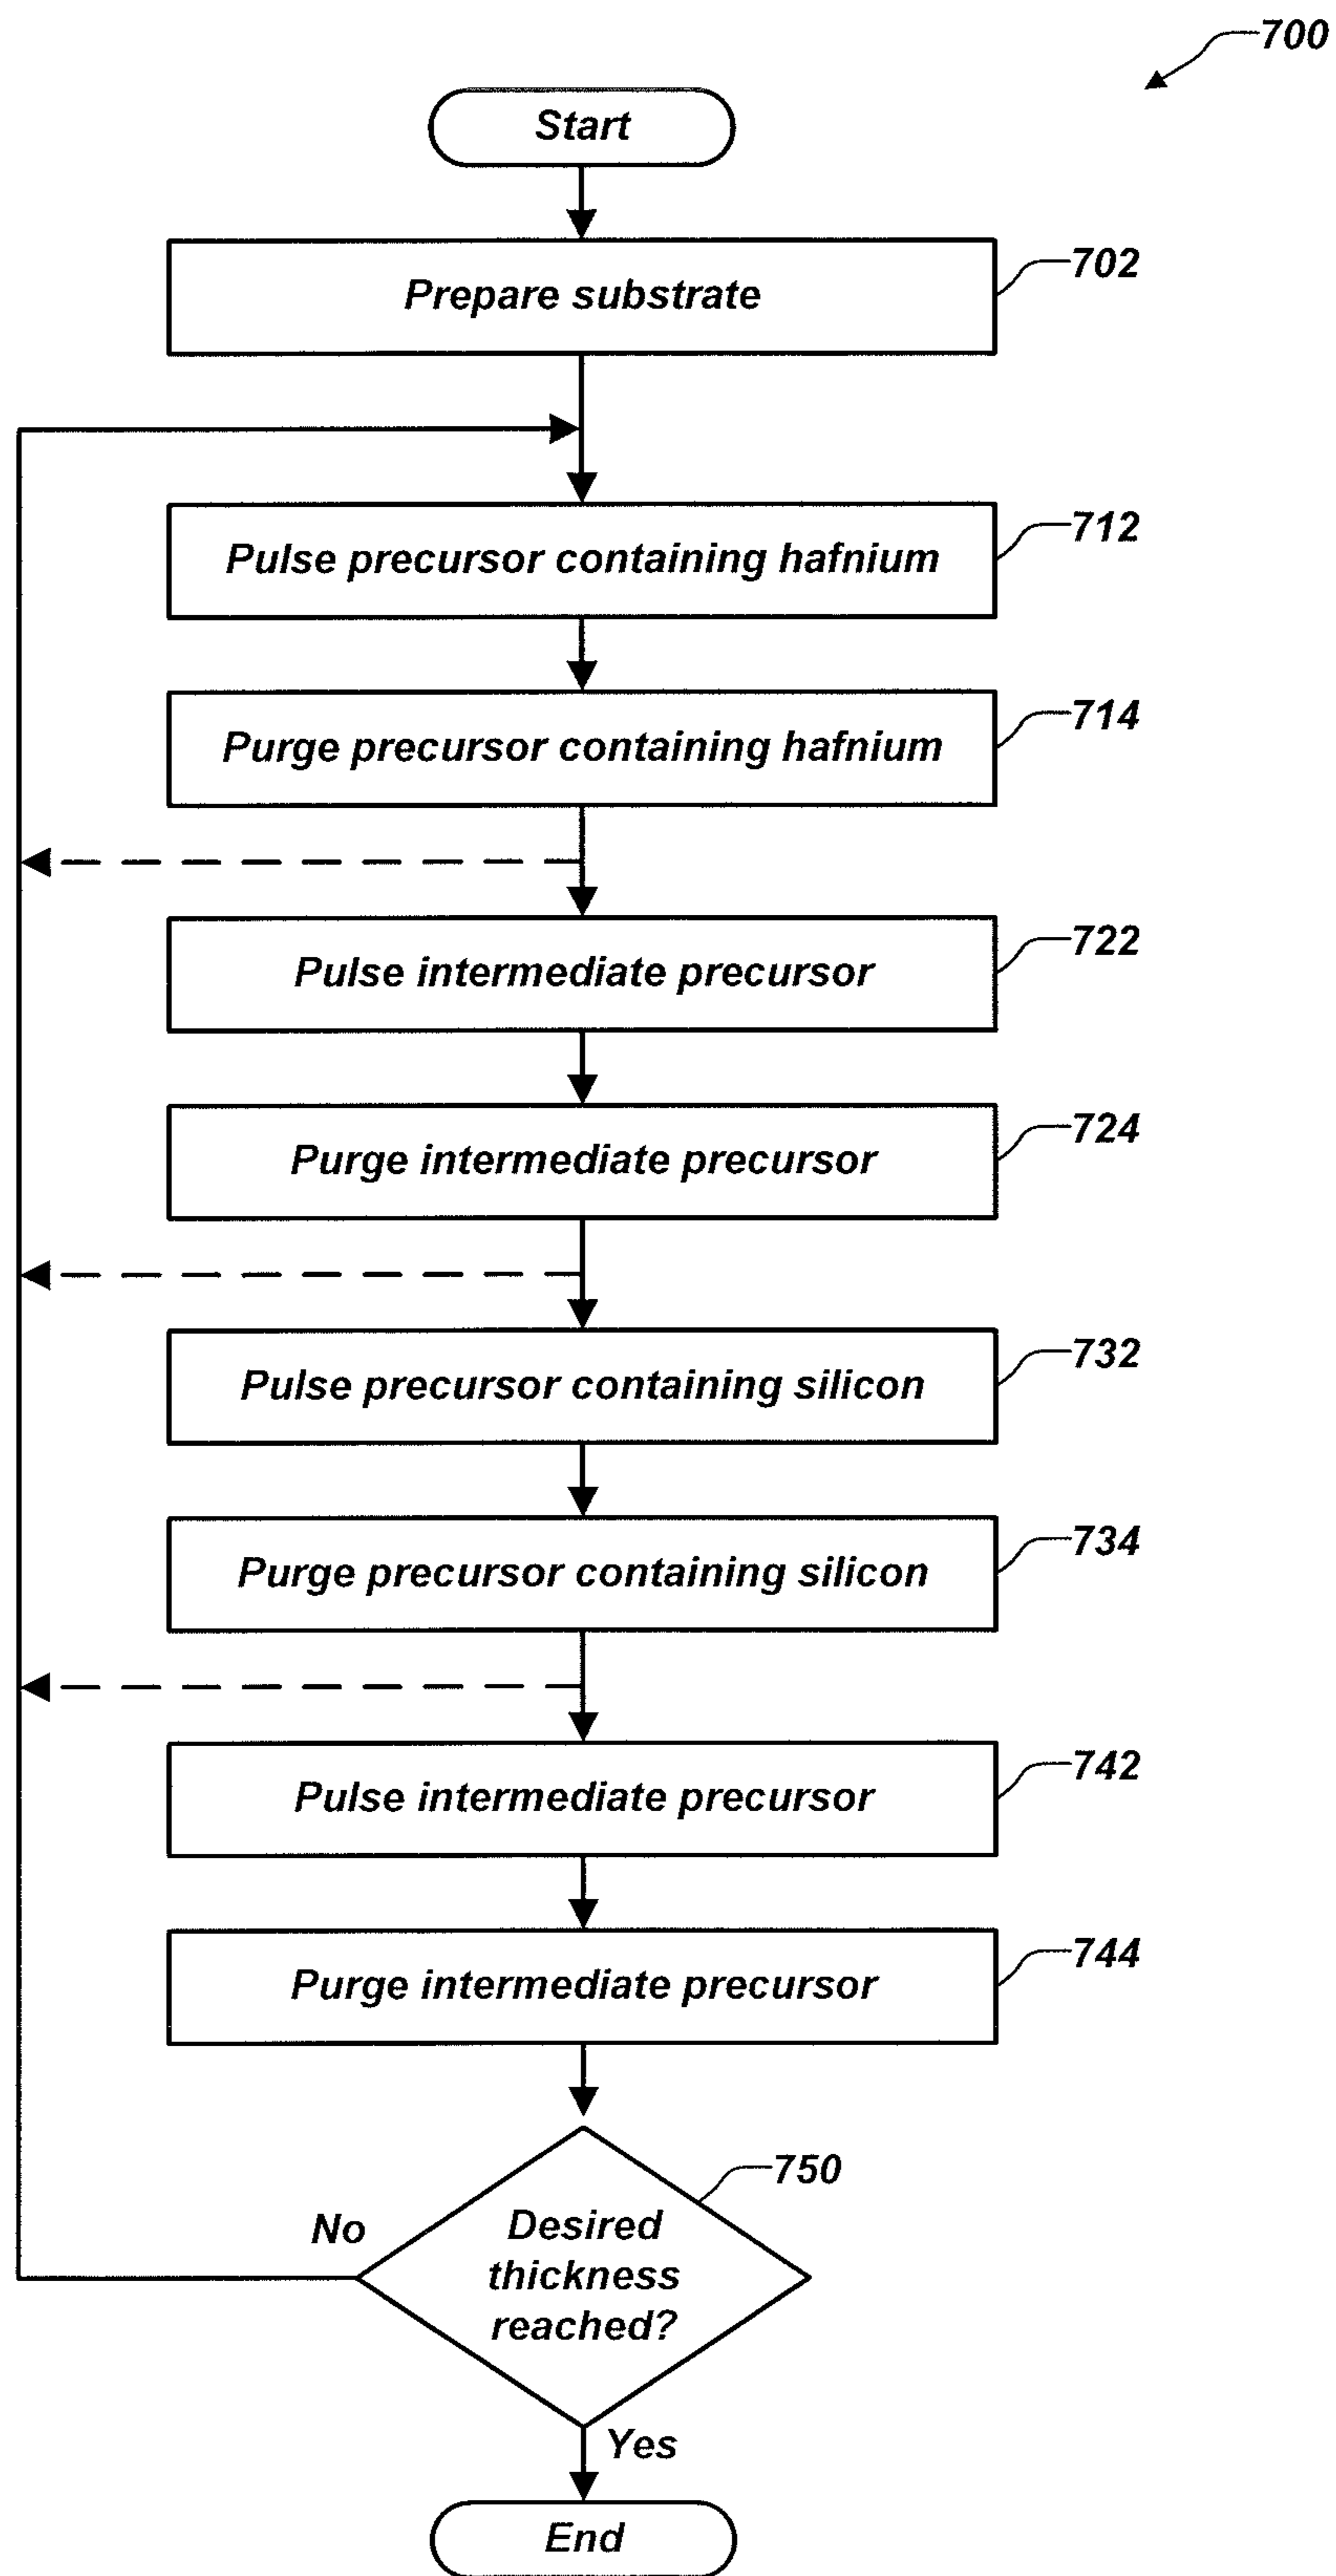 700
Start
Prepare substrate
702
Pulse precursor containing hafnium
712
Purge precursor containing hafnium
714
Pulse intermediate precursor
722
Purge intermediate precursor
724
Pulse precursor containing silicon
732
Purge precursor containing silicon
734
Pulse intermediate precursor
742
Purge intermediate precursor
744
750
No
Desired
thickness
reached?
Yes
End